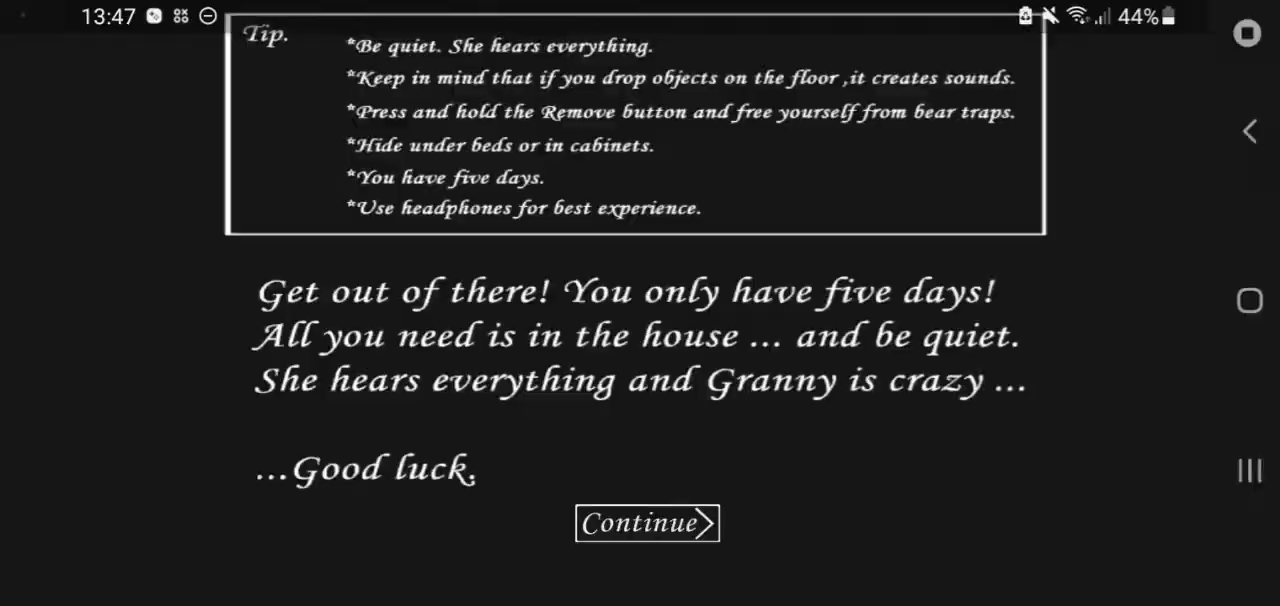 13:47
44%
Tip.
*Be quiet. She hears everything.
*Keep in mind that if you drop objects on the floor ,it creates sounds.
*Press and hold the Remove button and free yourself from bear traps.
*Hide under beds or in cabinets.
*You have five days.
*Use headphones for best experience.
Get out of there! You only have five days!
All you need is in the house ... and be quiet.
She hears everything and Granny is crazy ...
...Good luck.
Continue